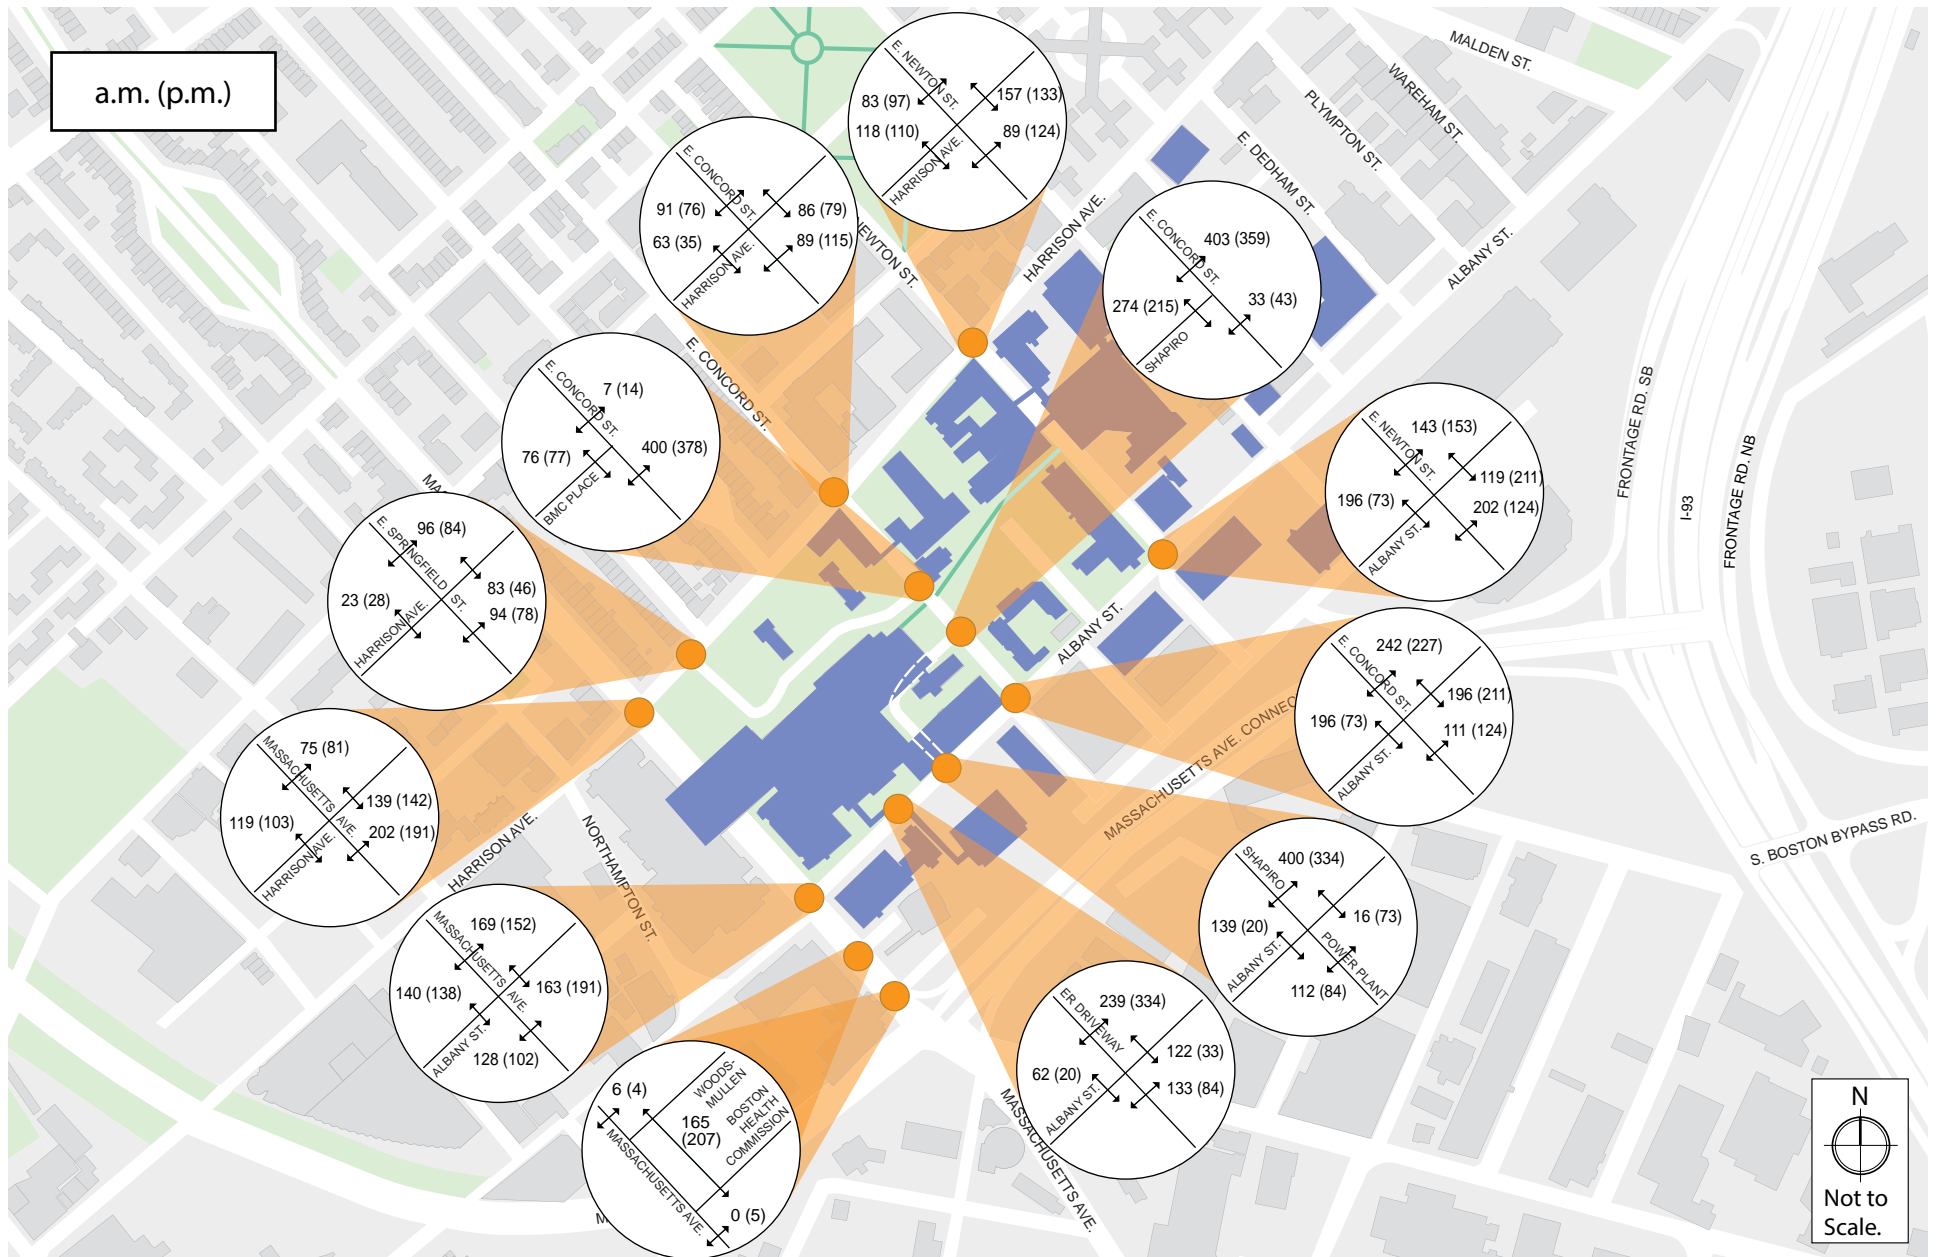 a.m. (p.m.)
MALDEN ST.
WAREHAM ST.
PLYMPTON ST.
E. DEDHAM ST.
ALBANY ST.
HARRISON AVE.
NEWTON ST.
E. CONCORD ST.
E. NEWTON ST.
HARRISON AVE.
83 (97)
157 (133)
118 (110)
89 (124)
E. CONCORD ST.
HARRISON AVE.
91 (76)
86 (79)
63 (35)
89 (115)
E. CONCORD ST.
SHAPIRO
403 (359)
274 (215)
33 (43)
E. CONCORD ST.
BMC PLACE
7 (14)
76 (77)
400 (378)
E. NEWTON ST.
ALBANY ST.
143 (153)
119 (211)
196 (73)
202 (124)
FRONTAGE RD. SB
I-93
FRONTAGE RD. NB
MA
E. SPRINGFIELD ST.
HARRISON AVE.
96 (84)
83 (46)
23 (28)
94 (78)
ALBANY ST.
E. CONCORD ST.
ALBANY ST.
242 (227)
196 (211)
196 (73)
111 (124)
MASSACHUSETTS AVE. CONNEC
MASSACHUSETTS AVE.
HARRISON AVE.
75 (81)
139 (142)
119 (103)
202 (191)
HARRISON AVE.
NORTHAMPTON ST.
S. BOSTON BYPASS RD.
SHAPIRO
ALBANY ST.
POWER PLANT
400 (334)
16 (73)
139 (20)
112 (84)
MASSACHUSETTS AVE.
ALBANY ST.
169 (152)
163 (191)
140 (138)
128 (102)
ER DRIVEWAY
ALBANY ST.
239 (334)
122 (33)
62 (20)
133 (84)
WOODS-
MULLEN
BOSTON
HEALTH
COMMISSION
MASSACHUSETTS AVE.
6 (4)
165
(207)
0 (5)
M
MASSACHUSETTS AVE.
N
Not to
Scale.